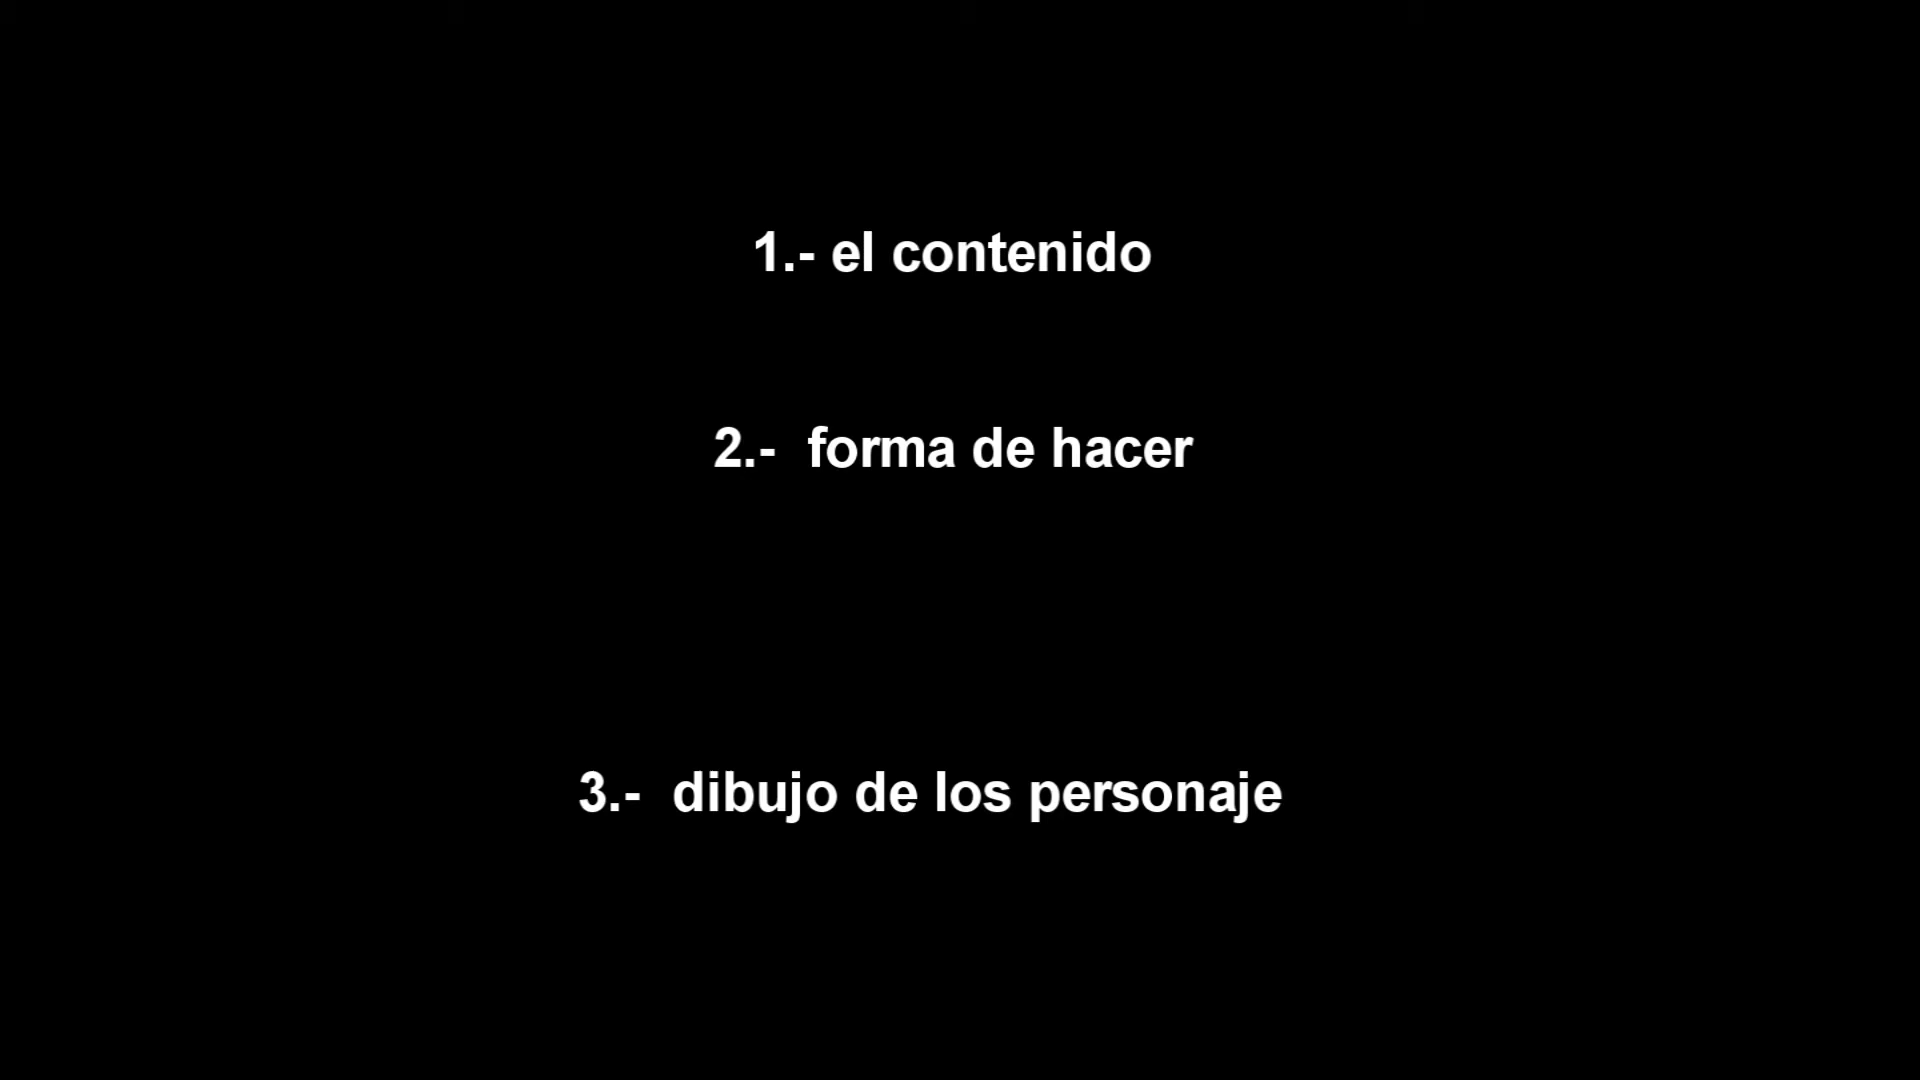 1.- el contenido
2.-  forma de hacer
3.-  dibujo de los personaje